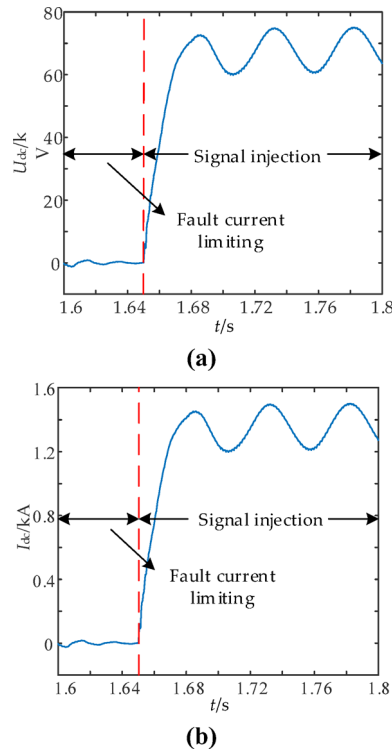 80
60
40
20
0
Udc/k
V
Signal injection
Fault current
limiting
1.6 1.64 1.68 1.72 1.76 1.8
t/s
(a)
1.6
1.2
0.8
0.4
0
Idc/kA
Signal injection
Fault current
limiting
1.6 1.64 1.68 1.72 1.76 1.8
t/s
(b)